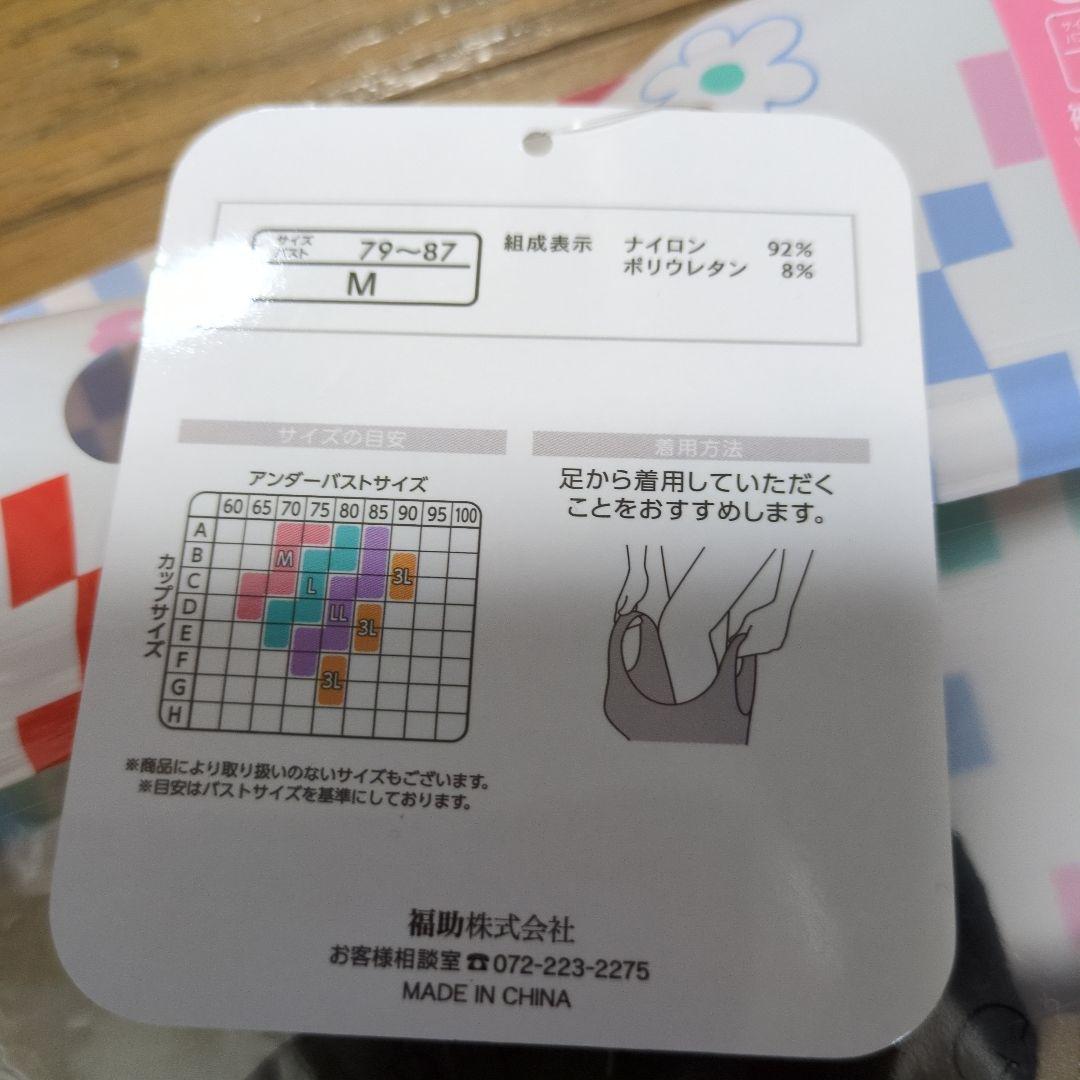 サイズ
バスト 79〜87
M
組成表示 ナイロン 92%
ポリウレタン 8%
サイズの目安
アンダーバストサイズ
60 65 70 75 80 85 90 95 100
カップサイズ
A
B
C
D
E
F
G
H
M
L
LL
3L
3L
3L
※商品により取り扱いのないサイズもございます。
※目安はバストサイズを基準にしております。
着用方法
足から着用していただく
ことをおすすめします。
福助株式会社
お客様相談室☎072-223-2275
MADE IN CHINA